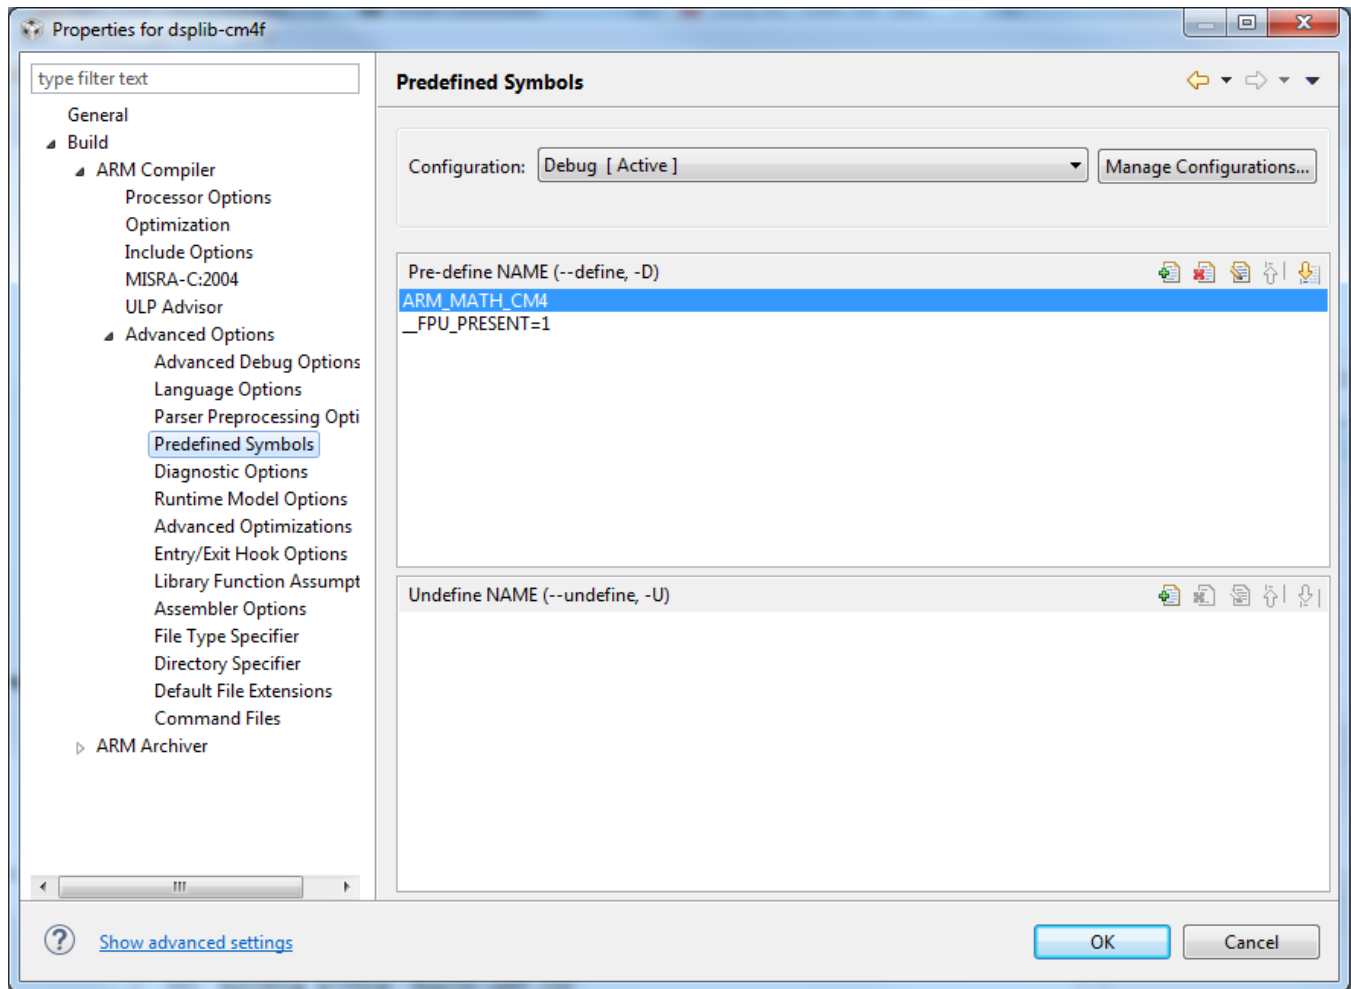 Properties for dsplib-cm4f
type filter text
General
Build
ARM Compiler
Processor Options
Optimization
Include Options
MISRA-C:2004
ULP Advisor
Advanced Options
Advanced Debug Options
Language Options
Parser Preprocessing Opti
Predefined Symbols
Diagnostic Options
Runtime Model Options
Advanced Optimizations
Entry/Exit Hook Options
Library Function Assumpt
Assembler Options
File Type Specifier
Directory Specifier
Default File Extensions
Command Files
ARM Archiver
Predefined Symbols
Configuration: Debug [ Active ] Manage Configurations...
Pre-define NAME (--define, -D)
ARM_MATH_CM4
__FPU_PRESENT=1
Undefine NAME (--undefine, -U)
Show advanced settings
OK Cancel